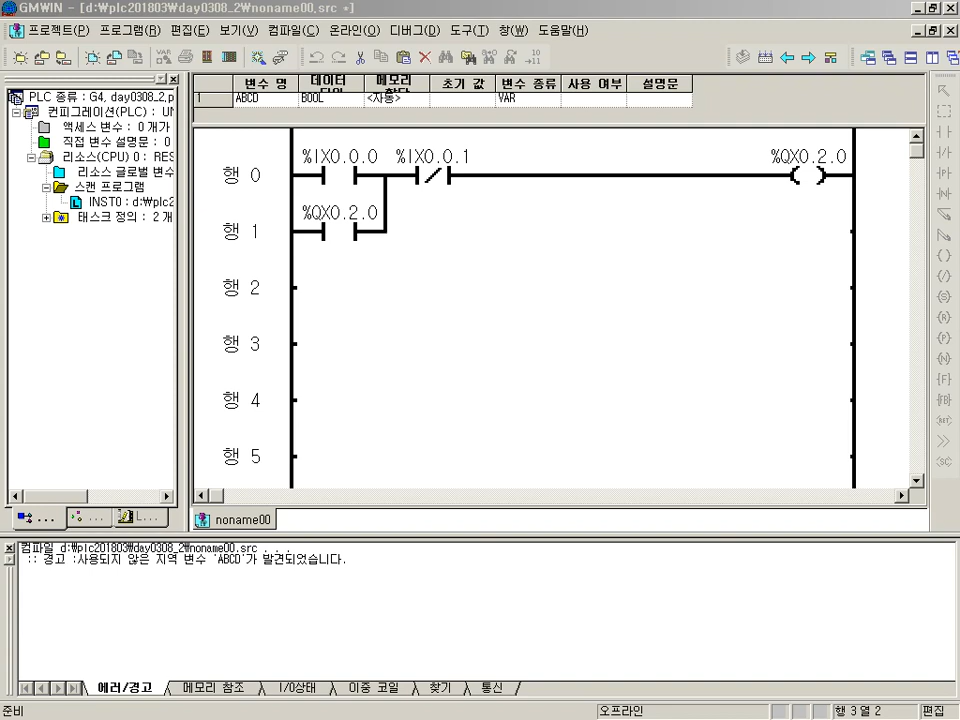 GMWIN - [d:\plc201803\day0308_2\noname00,src *]
프로젝트(P) 프로그램(R) 편집(E) 보기(V) 컴파일(C) 온라인(O) 디버그(D) 도구(T) 창(W) 도움말(H)
변수 명 데이터 메모리 초기 값 변수 종류 사용 여부 설명문
1 ABCD BOOL <자동> VAR
PLC 종류 : G4, day0308_2,p
컨피그레이션(PLC) : UN
액세스 변수 : 0 개가
직접 변수 설명문 : 0
리소스(CPU) 0 : RES
리소스 글로벌 변수
스캔 프로그램
INST0 : d:\plc2
태스크 정의 : 2 개
%IX0.0.0 %IX0.0.1 %QX0.2.0
행 0
%QX0.2.0
행 1
행 2
행 3
행 4
행 5
... ... L...
noname00
컴파일 d:\plc201803\day0308_2\noname00.src . . .
:: 경고 :사용되지 않은 지역 변수 'ABCD'가 발견되었습니다.
에러/경고 메모리 참조 I/O상태 이중 코일 찾기 통신
준비 오프라인 행 3 열 2 편집